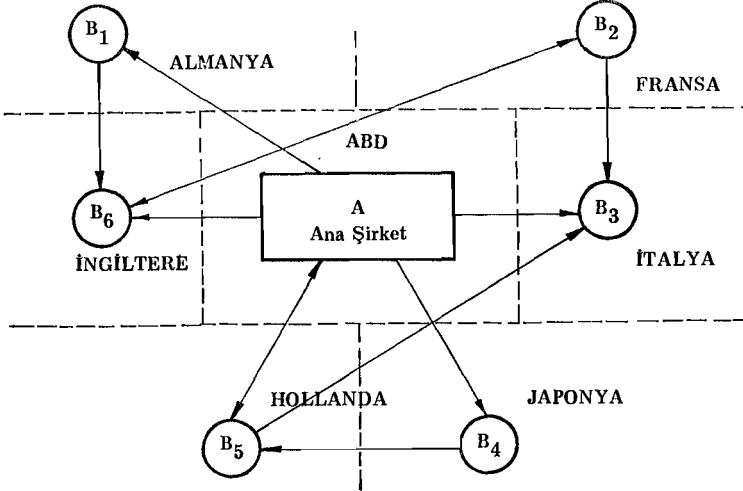 B1
B2
ALMANYA
FRANSA
ABD
A
Ana Şirket
B6
B3
İNGİLTERE
İTALYA
HOLLANDA
JAPONYA
B5
B4